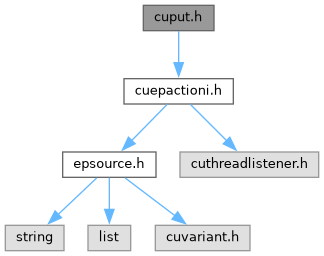 cuput.h
cuepactioni.h
epsource.h
cuthreadlistener.h
string
list
cuvariant.h